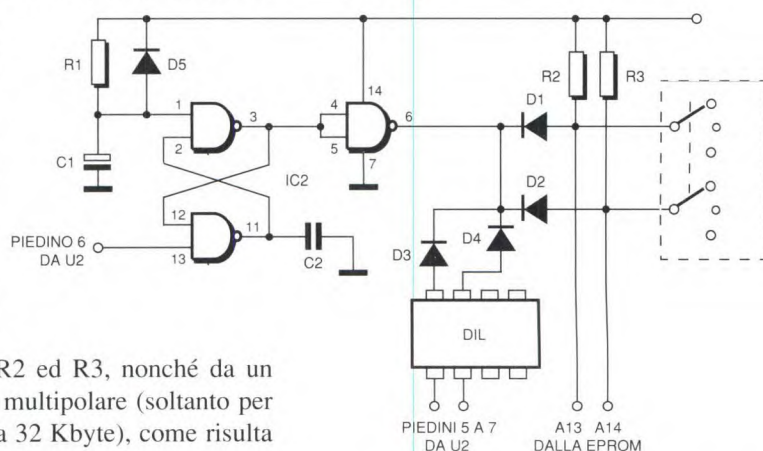 R1
D5
R2
R3
14
D1
1
3
4
6
2
5
7
C1
IC2
D2
12
11
PIEDINO 6
DA U2
13
C2
D3
D4
DIL
R2 ed R3, nonché da un
multipolare (soltanto per
a 32 Kbyte), come risulta
PIEDINI 5 A 7
DA U2
A13 A14
DALLA EPROM